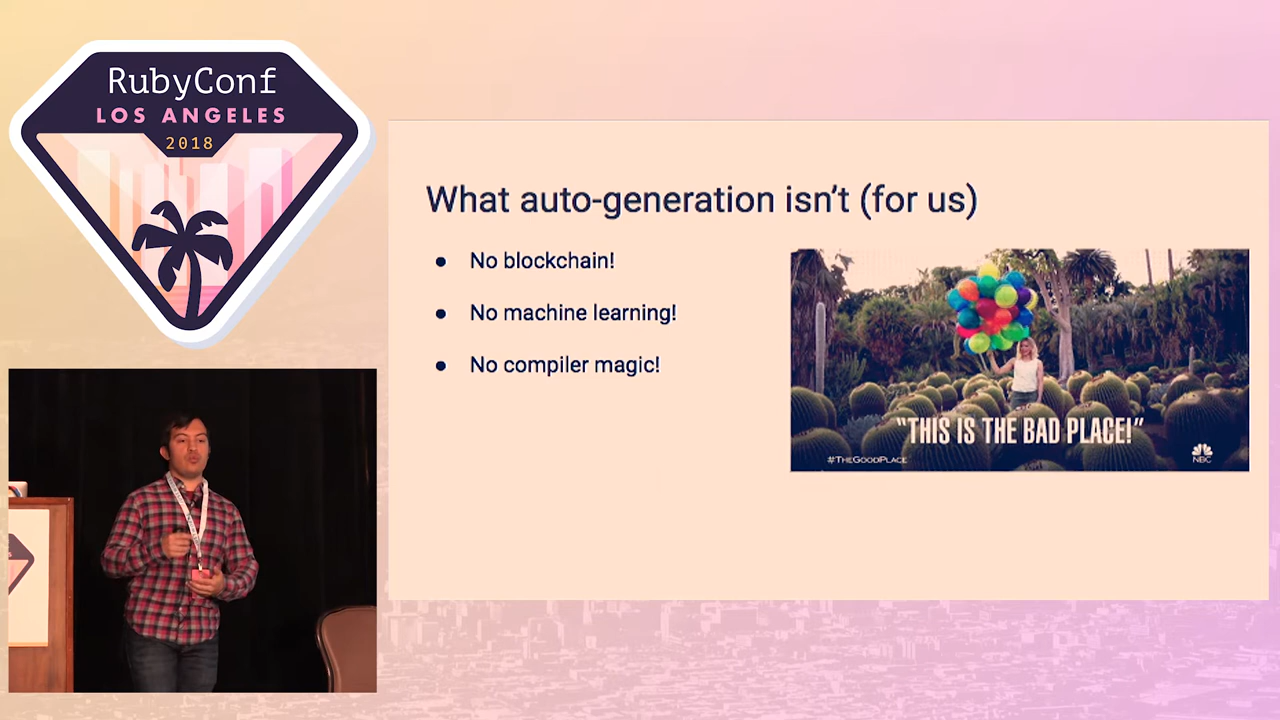 RubyConf
LOS ANGELES
2018
What auto-generation isn’t (for us)
● No blockchain!
● No machine learning!
● No compiler magic!
“THIS IS THE BAD PLACE!”
#THEGOODPLACE
NBC